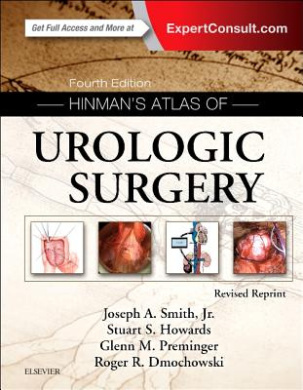 Get Full Access and More at
ExpertConsult.com
Fourth Edition
HINMAN'S ATLAS OF
UROLOGIC
SURGERY
Revised Reprint
Joseph A. Smith, Jr.
Stuart S. Howards
Glenn M. Preminger
Roger R. Dmochowski
ELSEVIER